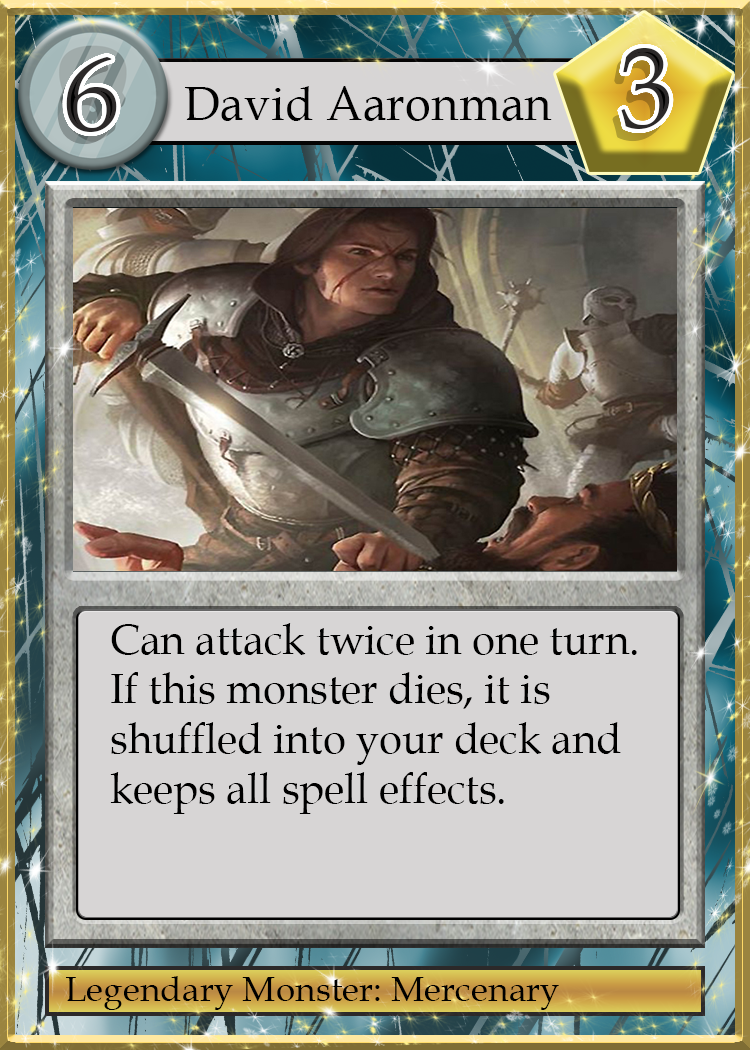 6
David Aaronman
3
Can attack twice in one turn.
If this monster dies, it is
shuffled into your deck and
keeps all spell effects.
Legendary Monster: Mercenary